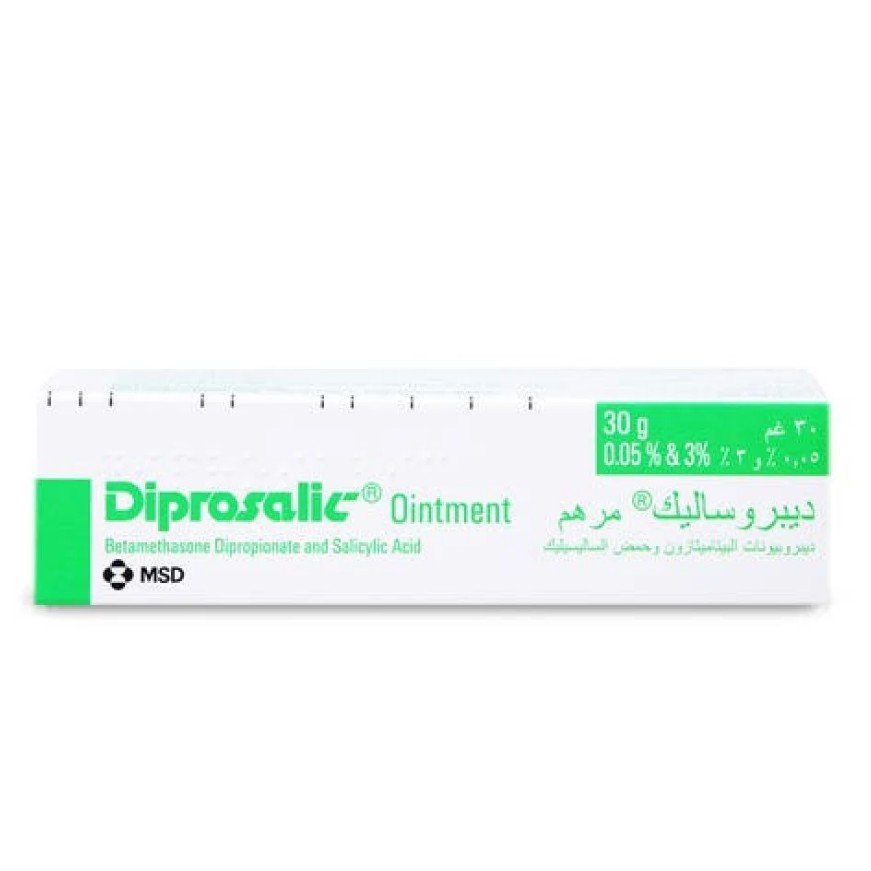 30 g ٣٠ غم
0.05 % & 3% ٠,٠٥ ٪ و ٣ ٪
Diprosalic® Ointment
ديبروساليك® مرهم
Betamethasone Dipropionate and Salicylic Acid
ديبروبيونات البيتاميثازون وحمض الساليسيليك
MSD